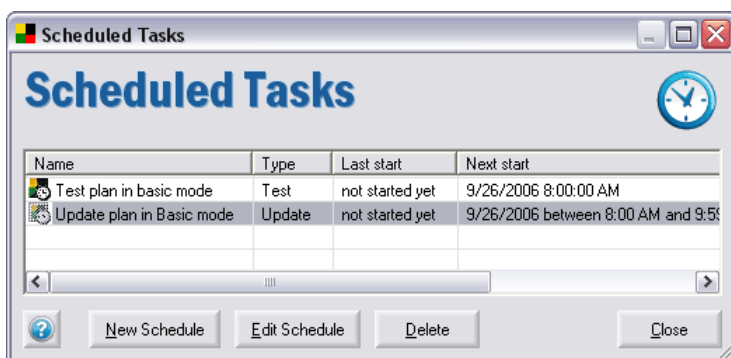 Scheduled Tasks
Scheduled Tasks
Name Type Last start Next start
Test plan in basic mode Test not started yet 9/26/2006 8:00:00 AM
Update plan in Basic mode Update not started yet 9/26/2006 between 8:00 AM and 9:59
New Schedule Edit Schedule Delete Close